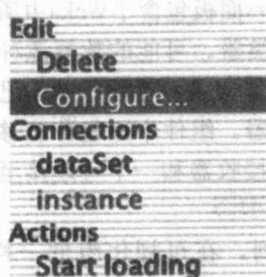 Edit
Delete
Configure...
Connections
dataSet
instance
Actions
Start loading